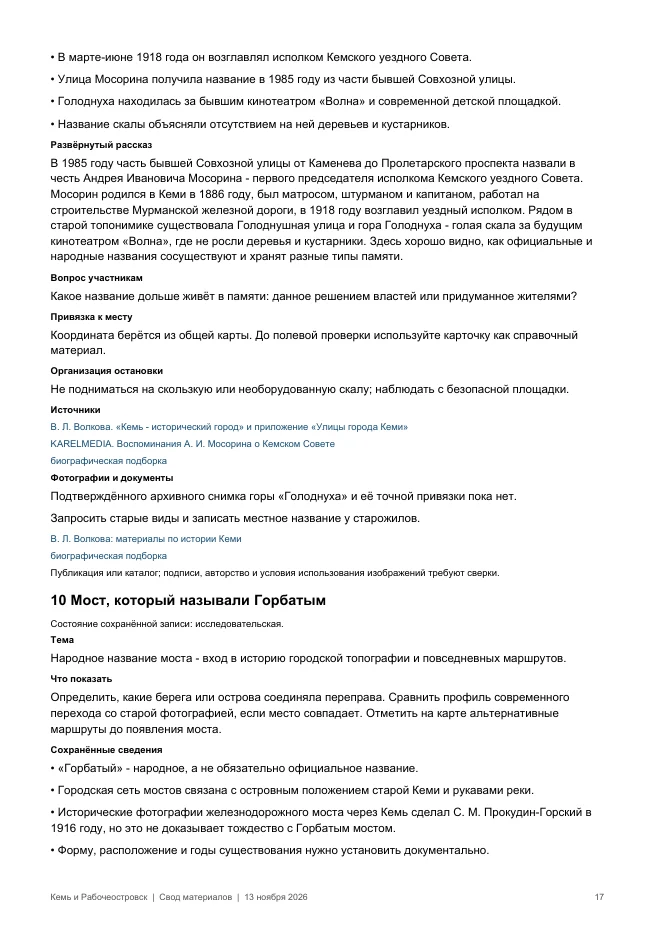 • В марте-июне 1918 года он возглавлял исполком Кемского уездного Совета.
• Улица Мосорина получила название в 1985 году из части бывшей Совхозной улицы.
• Голоднуха находилась за бывшим кинотеатром «Волна» и современной детской площадкой.
• Название скалы объясняли отсутствием на ней деревьев и кустарников.
Развёрнутый рассказ
В 1985 году часть бывшей Совхозной улицы от Каменева до Пролетарского проспекта назвали в
честь Андрея Ивановича Мосорина - первого председателя исполкома Кемского уездного Совета.
Мосорин родился в Кеми в 1886 году, был матросом, штурманом и капитаном, работал на
строительстве Мурманской железной дороги, в 1918 году возглавил уездный исполком. Рядом в
старой топонимике существовала Голоднушная улица и гора Голоднуха - голая скала за будущим
кинотеатром «Волна», где не росли деревья и кустарники. Здесь хорошо видно, как официальные и
народные названия сосуществуют и хранят разные типы памяти.
Вопрос участникам
Какое название дольше живёт в памяти: данное решением властей или придуманное жителями?
Привязка к месту
Координата берётся из общей карты. До полевой проверки используйте карточку как справочный
материал.
Организация остановки
Не подниматься на скользкую или необорудованную скалу; наблюдать с безопасной площадки.
Источники
В. Л. Волкова. «Кемь - исторический город» и приложение «Улицы города Кеми»
KARELMEDIA. Воспоминания А. И. Мосорина о Кемском Совете
биографическая подборка
Фотографии и документы
Подтверждённого архивного снимка горы «Голоднуха» и её точной привязки пока нет.
Запросить старые виды и записать местное название у старожилов.
В. Л. Волкова: материалы по истории Кеми
биографическая подборка
Публикация или каталог; подписи, авторство и условия использования изображений требуют сверки.
10 Мост, который называли Горбатым
Состояние сохранённой записи: исследовательская.
Тема
Народное название моста - вход в историю городской топографии и повседневных маршрутов.
Что показать
Определить, какие берега или острова соединяла переправа. Сравнить профиль современного
перехода со старой фотографией, если место совпадает. Отметить на карте альтернативные
маршруты до появления моста.
Сохранённые сведения
• «Горбатый» - народное, а не обязательно официальное название.
• Городская сеть мостов связана с островным положением старой Кеми и рукавами реки.
• Исторические фотографии железнодорожного моста через Кемь сделал С. М. Прокудин-Горский в
1916 году, но это не доказывает тождество с Горбатым мостом.
• Форму, расположение и годы существования нужно установить документально.
Кемь и Рабочеостровск | Свод материалов | 13 ноября 2026
17